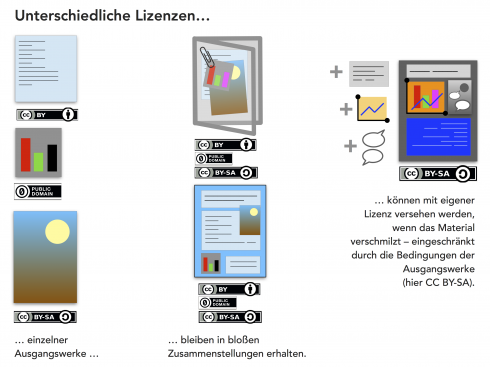 Unterschiedliche Lizenzen…
CC BY
PUBLIC
DOMAIN
CC BY-SA
… einzelner
Ausgangswerke …
CC BY
PUBLIC
DOMAIN
CC BY-SA
CC BY
PUBLIC
DOMAIN
CC BY-SA
… bleiben in bloßen
Zusammenstellungen erhalten.
CC BY-SA
… können mit eigener
Lizenz versehen werden,
wenn das Material
verschmilzt – eingeschränkt
durch die Bedingungen der
Ausgangswerke
(hier CC BY-SA).